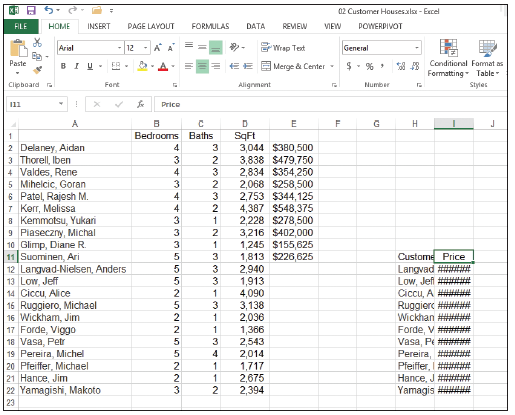 02 Customer Houses.xlsx - Excel
FILE HOME INSERT PAGE LAYOUT FORMULAS DATA REVIEW VIEW POWERPIVOT
Paste
Arial 12 A A
B I U A
Wrap Text
Merge & Center
General
$ % ,
Conditional Formatting
Format as Table
Clipboard Font Alignment Number Styles
I11 fx Price
A B C D E F G H I J
1 Bedrooms Baths SqFt
2 Delaney, Aidan 4 3 3,044 $380,500
3 Thorell, Iben 3 2 3,838 $479,750
4 Valdes, Rene 4 3 2,834 $354,250
5 Mihelcic, Goran 3 2 2,068 $258,500
6 Patel, Rajesh M. 4 3 2,753 $344,125
7 Kerr, Melissa 4 2 4,387 $548,375
8 Kemmotsu, Yukari 3 1 2,228 $278,500
9 Piaseczny, Michal 3 2 3,216 $402,000
10 Glimp, Diane R. 3 1 1,245 $155,625
11 Suominen, Ari 5 3 1,813 $226,625 Custome Price
12 Langvad-Nielsen, Anders 5 3 2,940 Langvad ######
13 Low, Jeff 5 3 1,913 Low, Jeff ######
14 Ciccu, Alice 2 1 4,090 Ciccu, A ######
15 Ruggiero, Michael 5 3 3,138 Ruggiero ######
16 Wickham, Jim 2 1 2,036 Wickhan ######
17 Forde, Viggo 2 1 1,366 Forde, V ######
18 Vasa, Petr 5 3 2,543 Vasa, Pe ######
19 Pereira, Michel 5 4 2,014 Pereira, ######
20 Pfeiffer, Michael 2 1 1,717 Pfeiffer, ######
21 Hance, Jim 2 1 2,675 Hance, J ######
22 Yamagishi, Makoto 3 2 2,394 Yamagis ######
23